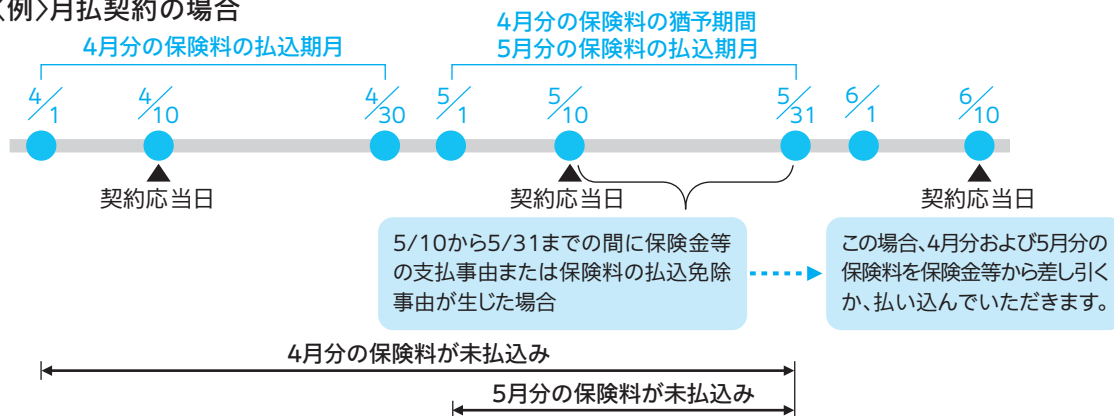 〈例〉月払契約の場合
4月分の保険料の払込期月
4月分の保険料の猶予期間
5月分の保険料の払込期月
4/1
4/10
4/30
5/1
5/10
5/31
6/1
6/10
契約応当日
契約応当日
契約応当日
5/10から5/31までの間に保険金等
の支払事由または保険料の払込免除
事由が生じた場合
この場合、4月分および5月分の
保険料を保険金等から差し引く
か、払い込んでいただきます。
4月分の保険料が未払込み
5月分の保険料が未払込み